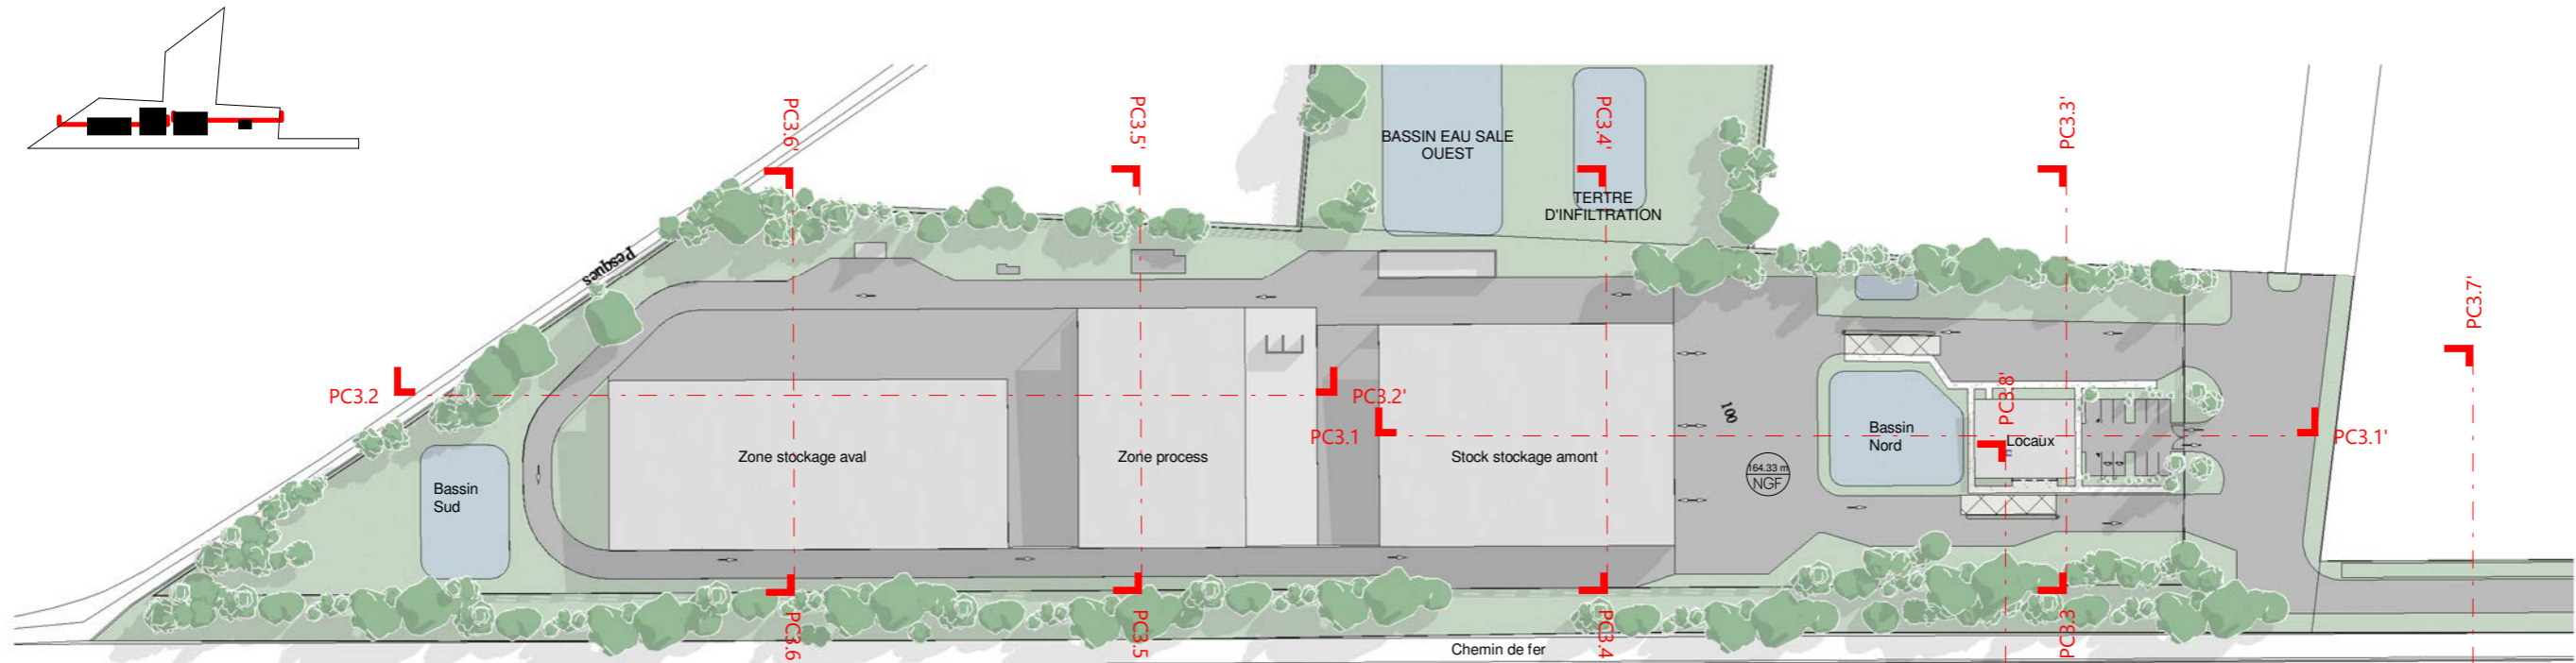 PC3.6'
PC3.5'
PC3.4'
PC3.3'
BASSIN EAU SALE
OUEST
TERTRE
D'INFILTRATION
Pesques
PC3.7'
PC3.2
PC3.2'
PC3.1
100
PC3.8'
PC3.1'
Bassin
Nord
Locaux
Zone stockage aval
Zone process
Stock stockage amont
164.33 m
NGF
Bassin
Sud
PC3.6
PC3.5
PC3.4
PC3.3
Chemin de fer